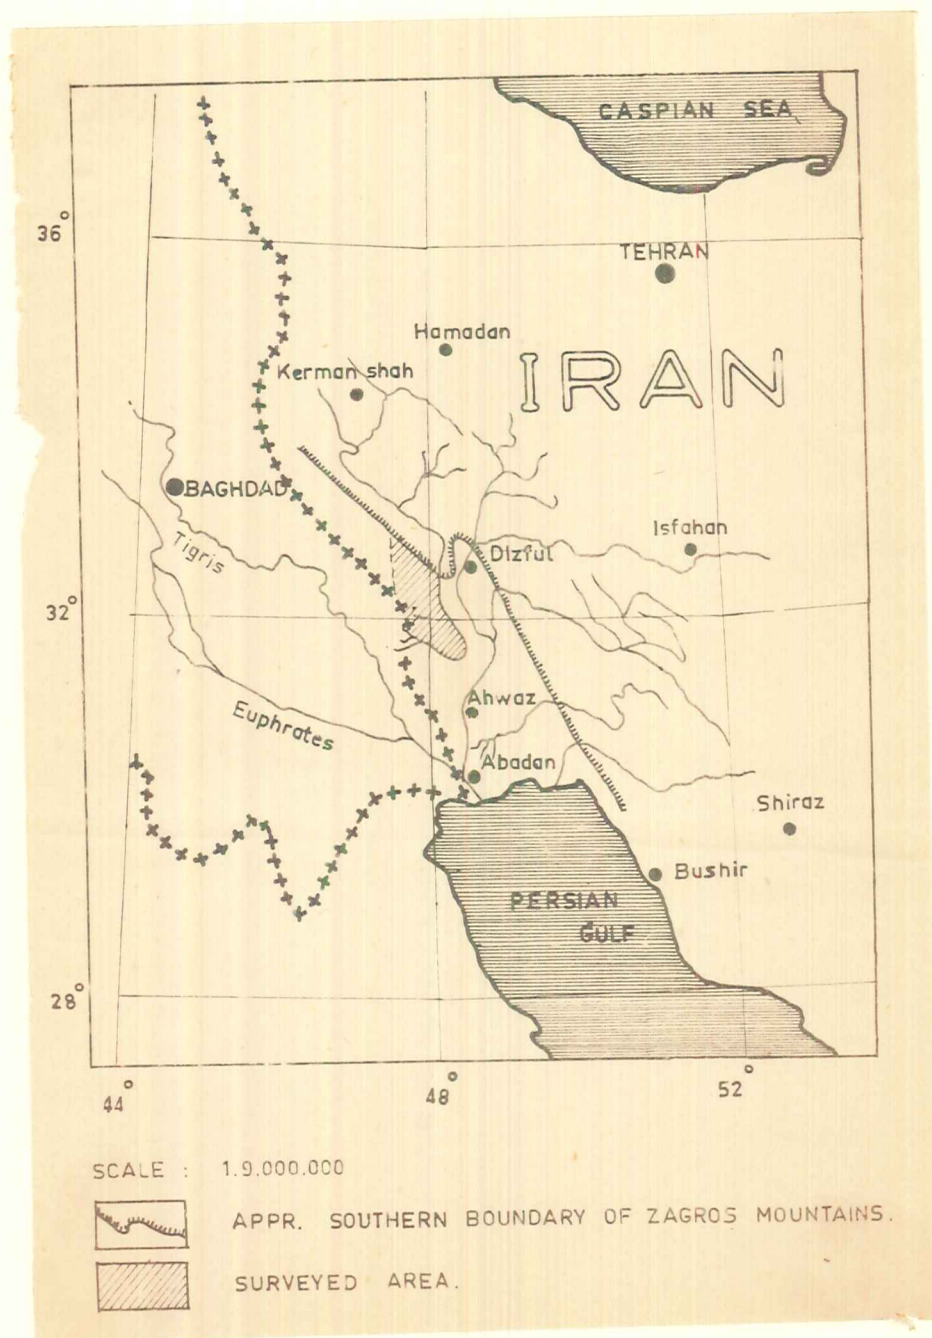 CASPIAN SEA
36°
TEHRAN
Hamadan
IRAN
Kerman shah
BAGHDAD
Isfahan
Tigris
Dizful
32°
Ahwaz
Euphrates
Abadan
Shiraz
Bushir
PERSIAN
GULF
28°
44°
48°
52°
SCALE : 1.9.000.000
APPR. SOUTHERN BOUNDARY OF ZAGROS MOUNTAINS.
SURVEYED AREA.